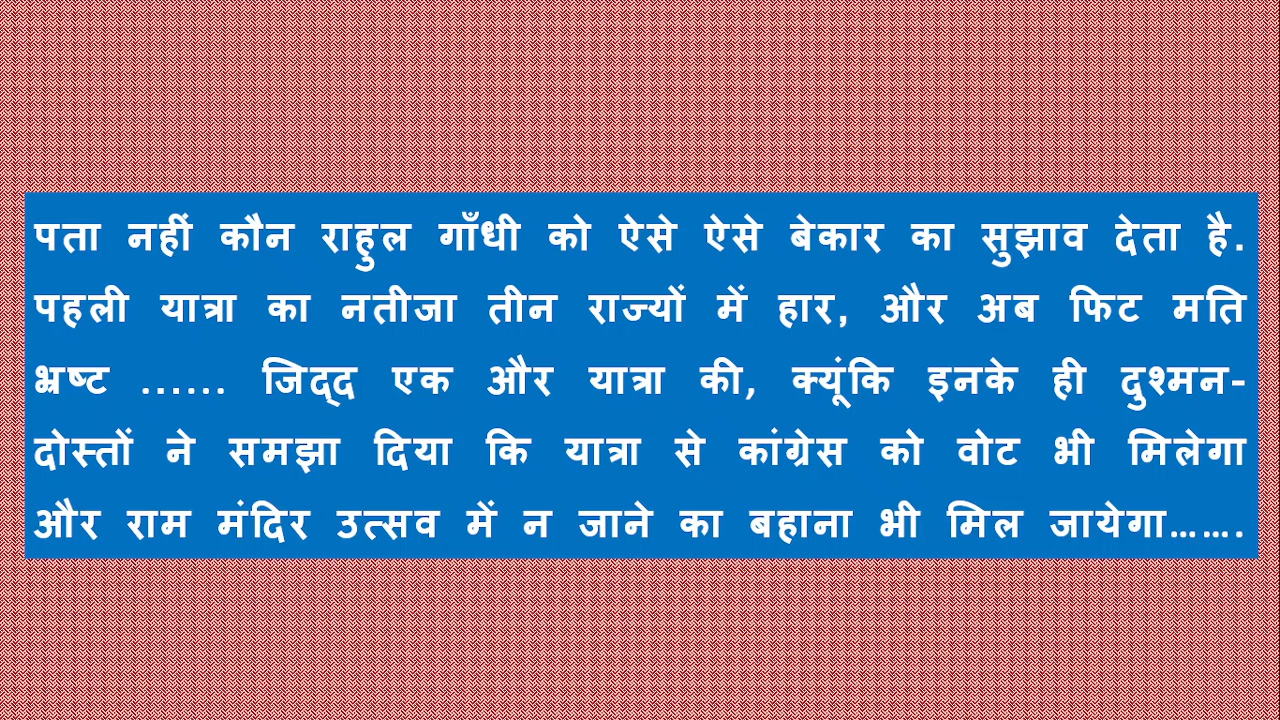 पता नहीं कौन राहुल गाँधी को ऐसे ऐसे बेकार का सुझाव देता है.
पहली यात्रा का नतीजा तीन राज्यों में हार, और अब फिट मति
भ्रष्ट ...... जिद्द एक और यात्रा की, क्यूंकि इनके ही दुश्मन-
दोस्तों ने समझा दिया कि यात्रा से कांग्रेस को वोट भी मिलेगा
और राम मंदिर उत्सव में न जाने का बहाना भी मिल जायेगा…….